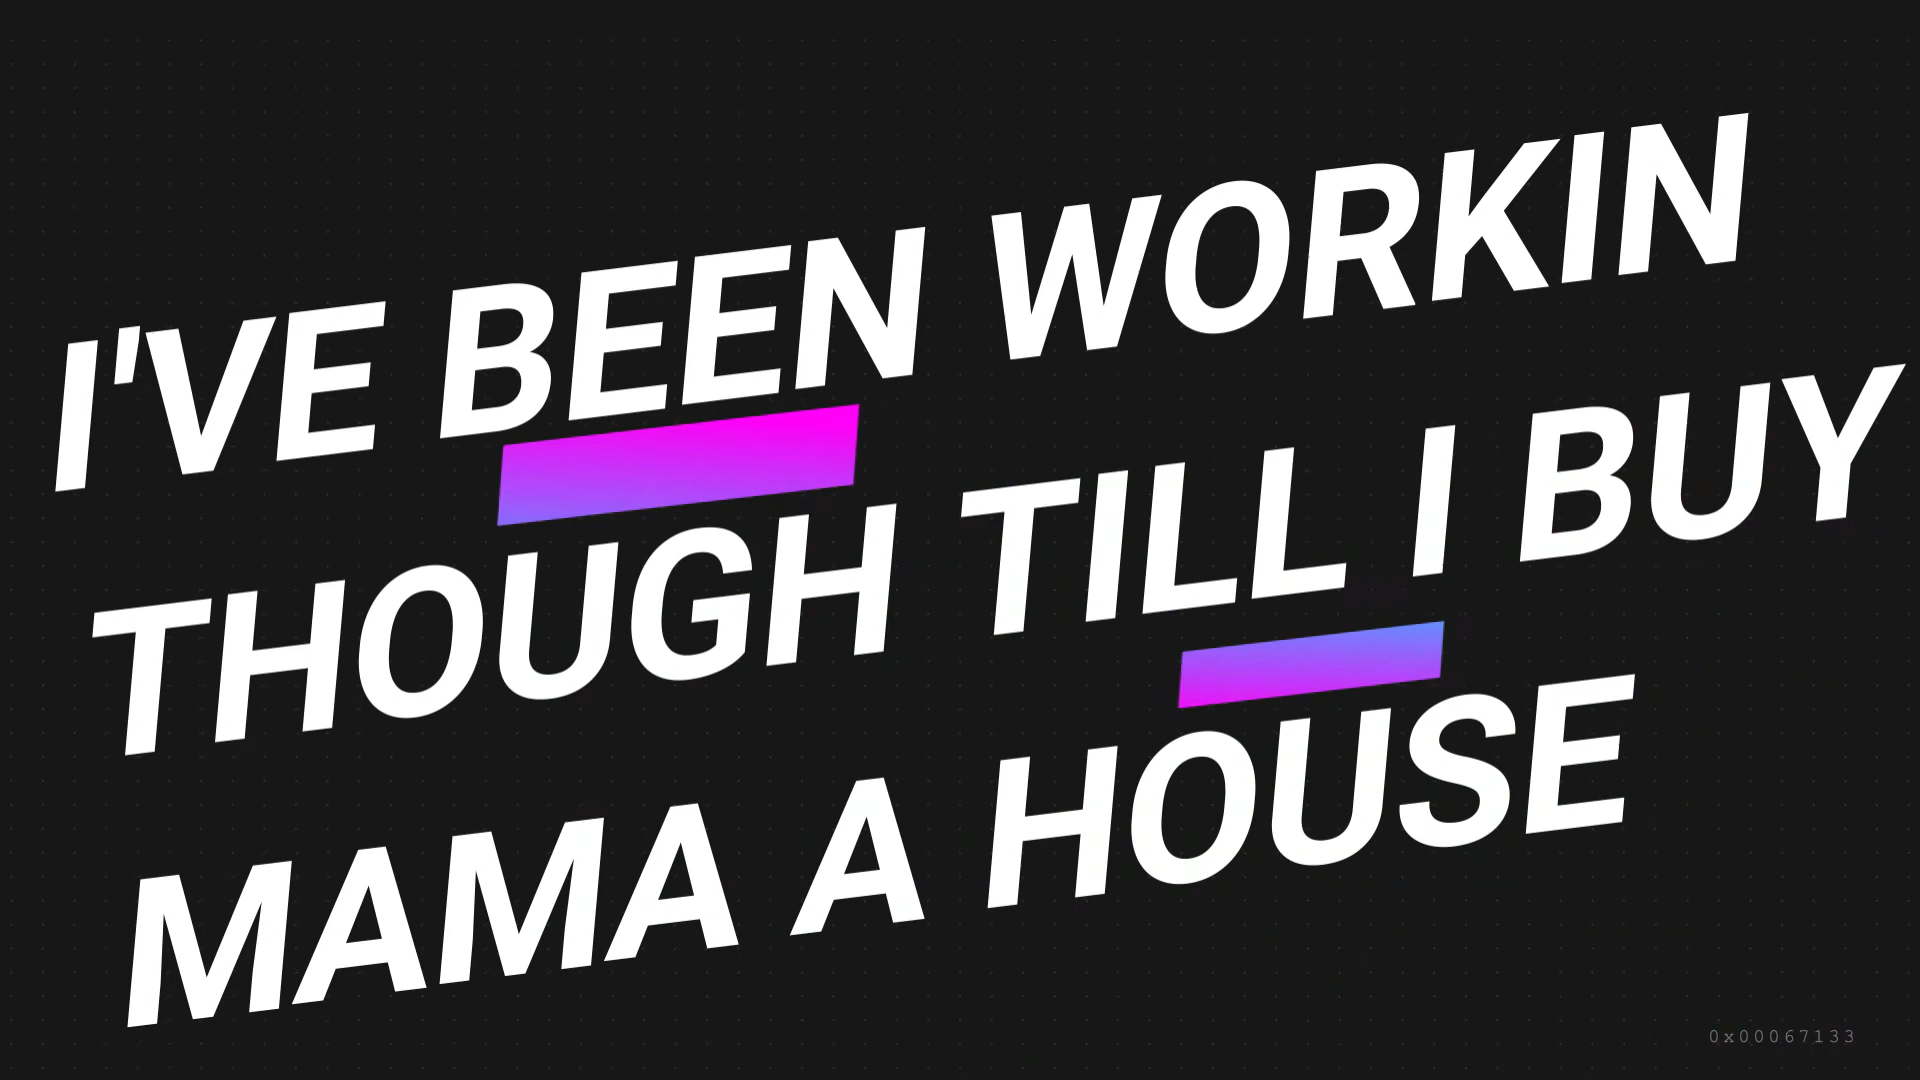 I'VE BEEN WORKIN
THOUGH TILL I BUY
MAMA A HOUSE
0x00067133